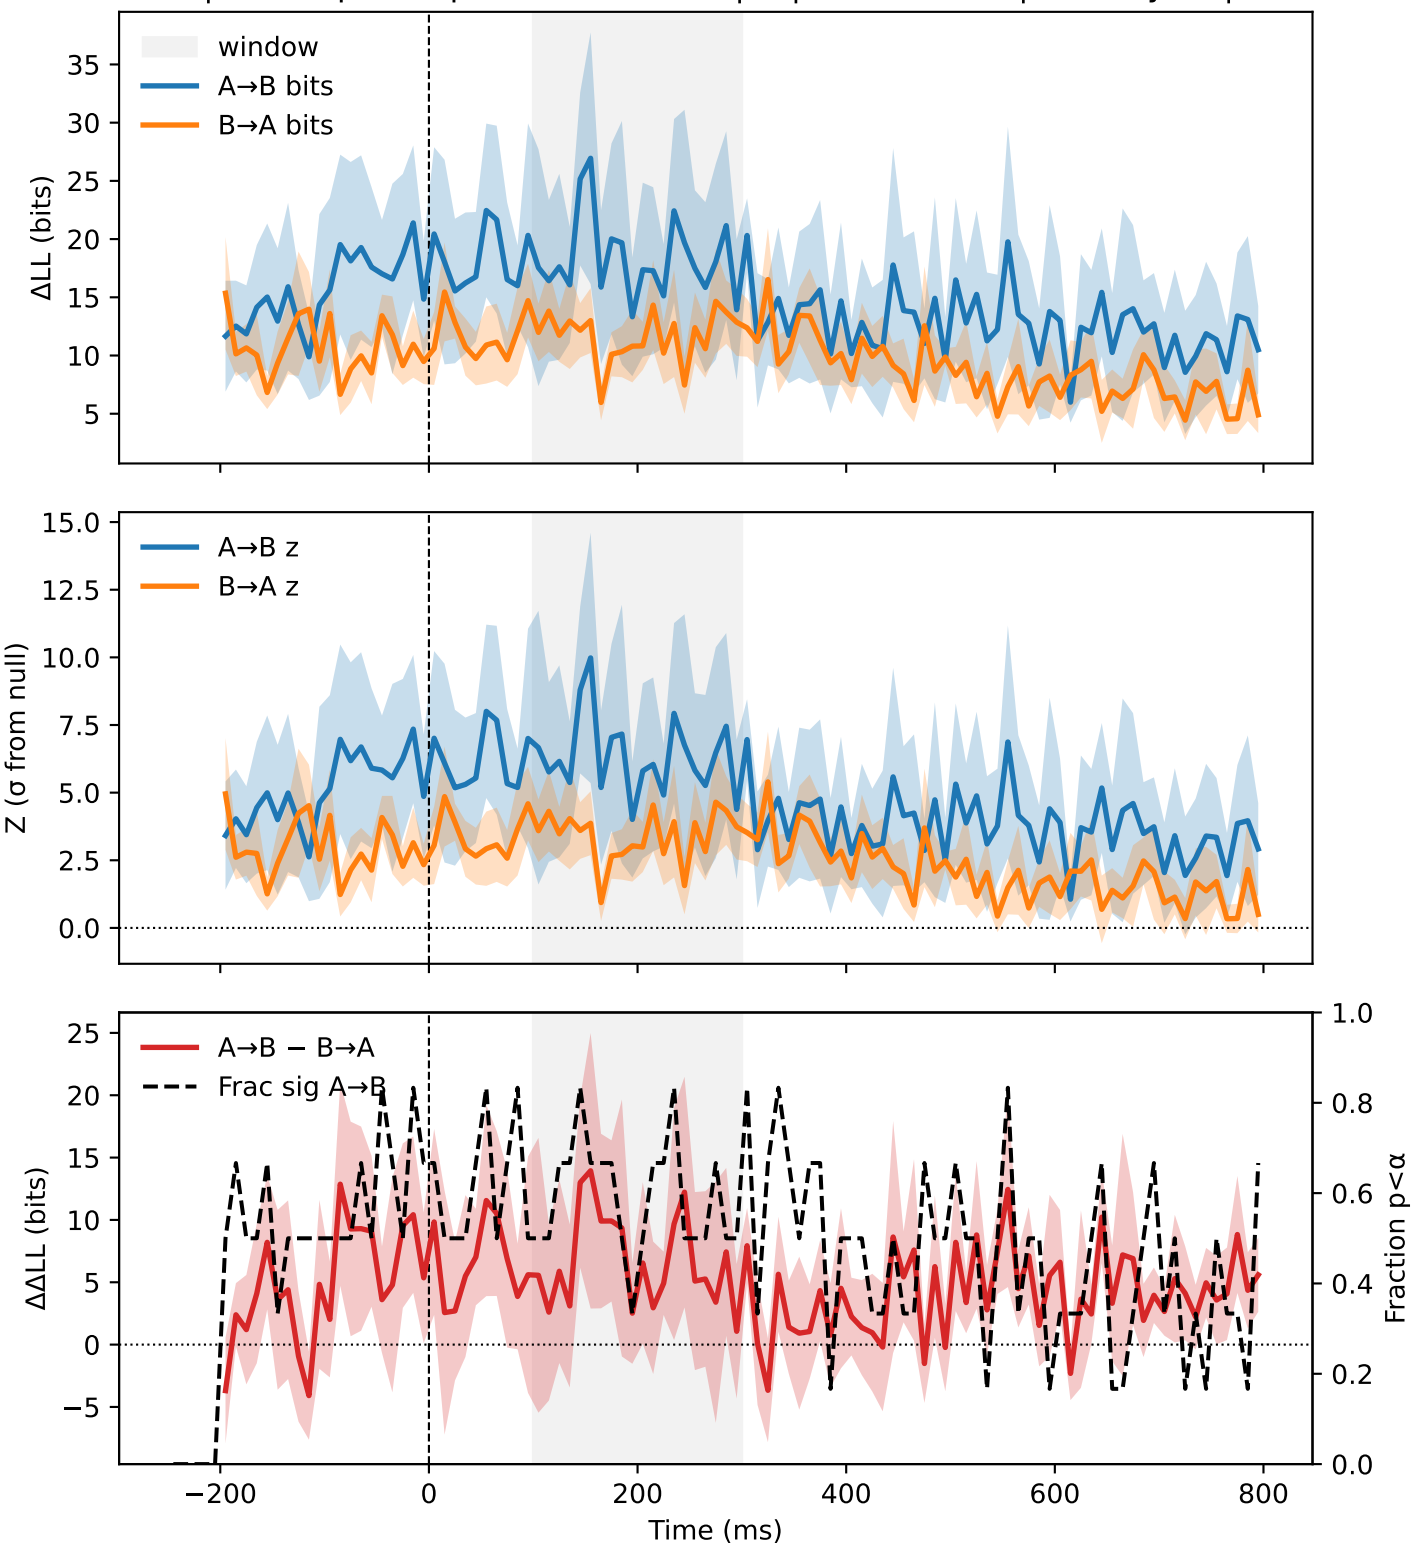 window
A→B bits
B→A bits
ΔLL (bits)
35
30
25
20
15
10
5
A→B z
B→A z
Z (σ from null)
15.0
12.5
10.0
7.5
5.0
2.5
0.0
A→B − B→A
Frac sig A→B
ΔΔLL (bits)
25
20
15
10
5
0
−5
1.0
0.8
0.6
0.4
0.2
0.0
Fraction p<α
−200 0 200 400 600 800
Time (ms)